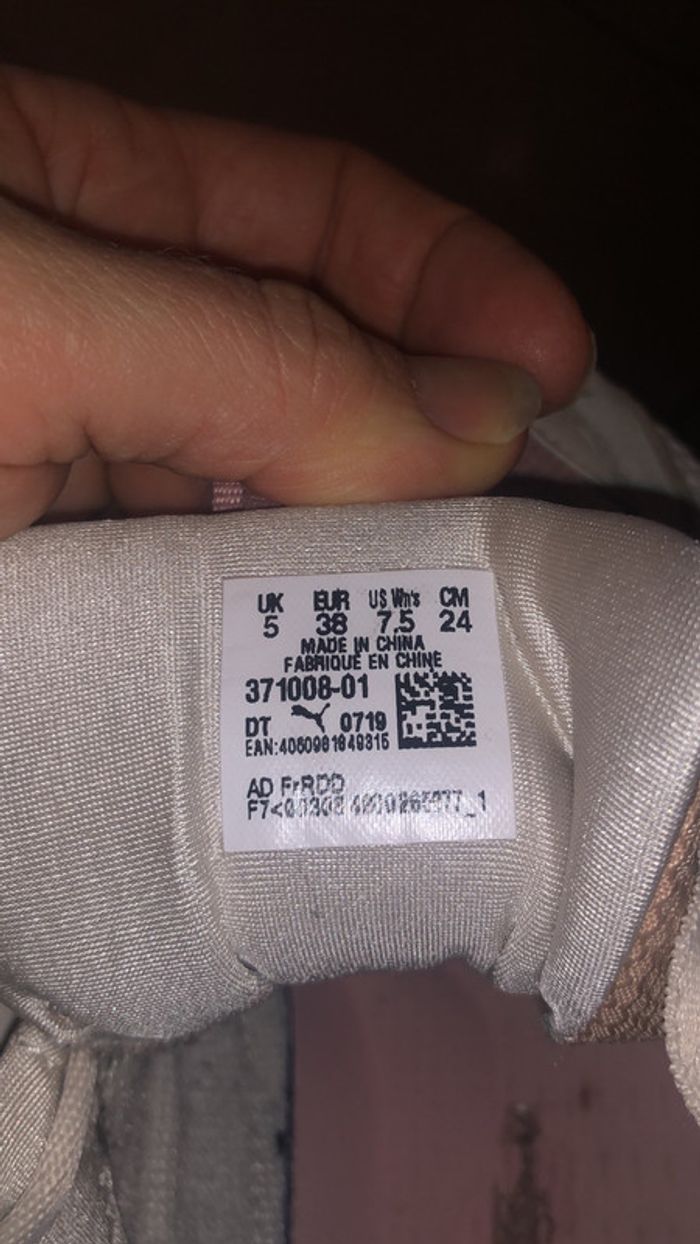 UK EUR US Wn's CM
5 38 7.5 24
MADE IN CHINA
FABRIQUE EN CHINE
371008-01
DT 0719
AD FrRDD